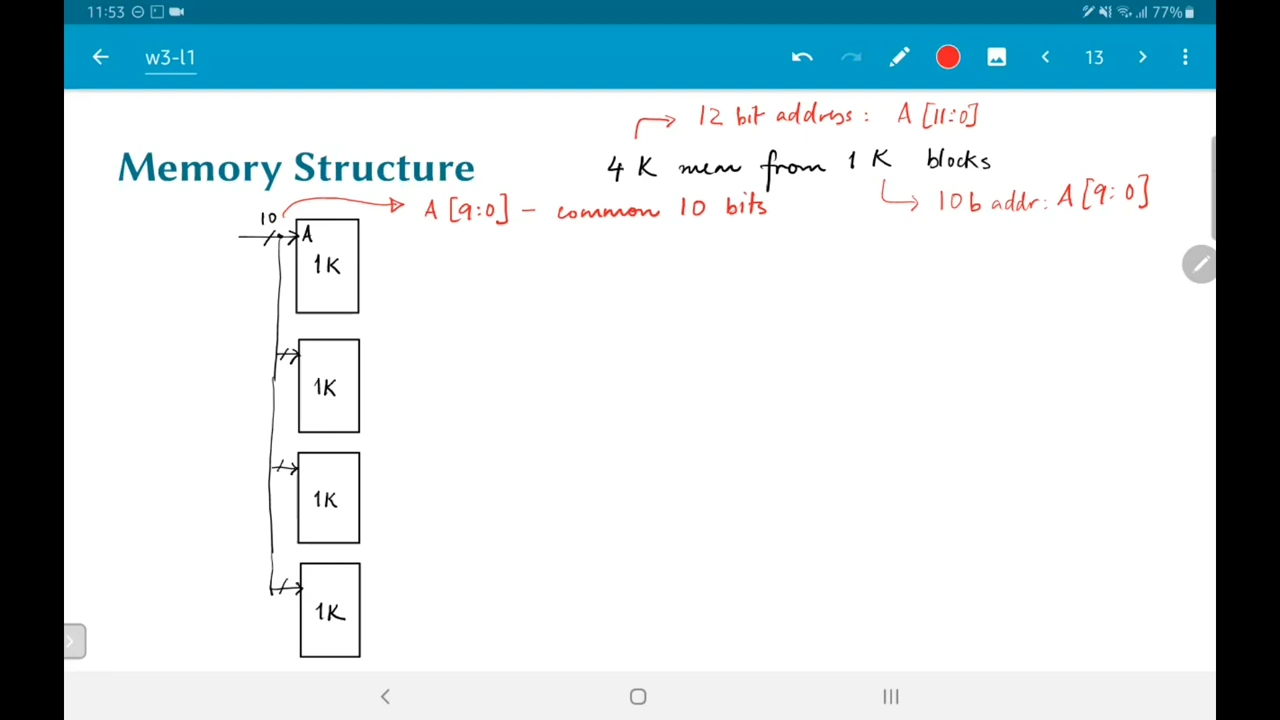 11:53 77%
w3-l1 13
12 bit address : A [11:0]
Memory Structure
4 K mem from 1 K blocks
10 b addr: A [9:0]
A [9:0] - common 10 bits
10
A
1K
1K
1K
1K